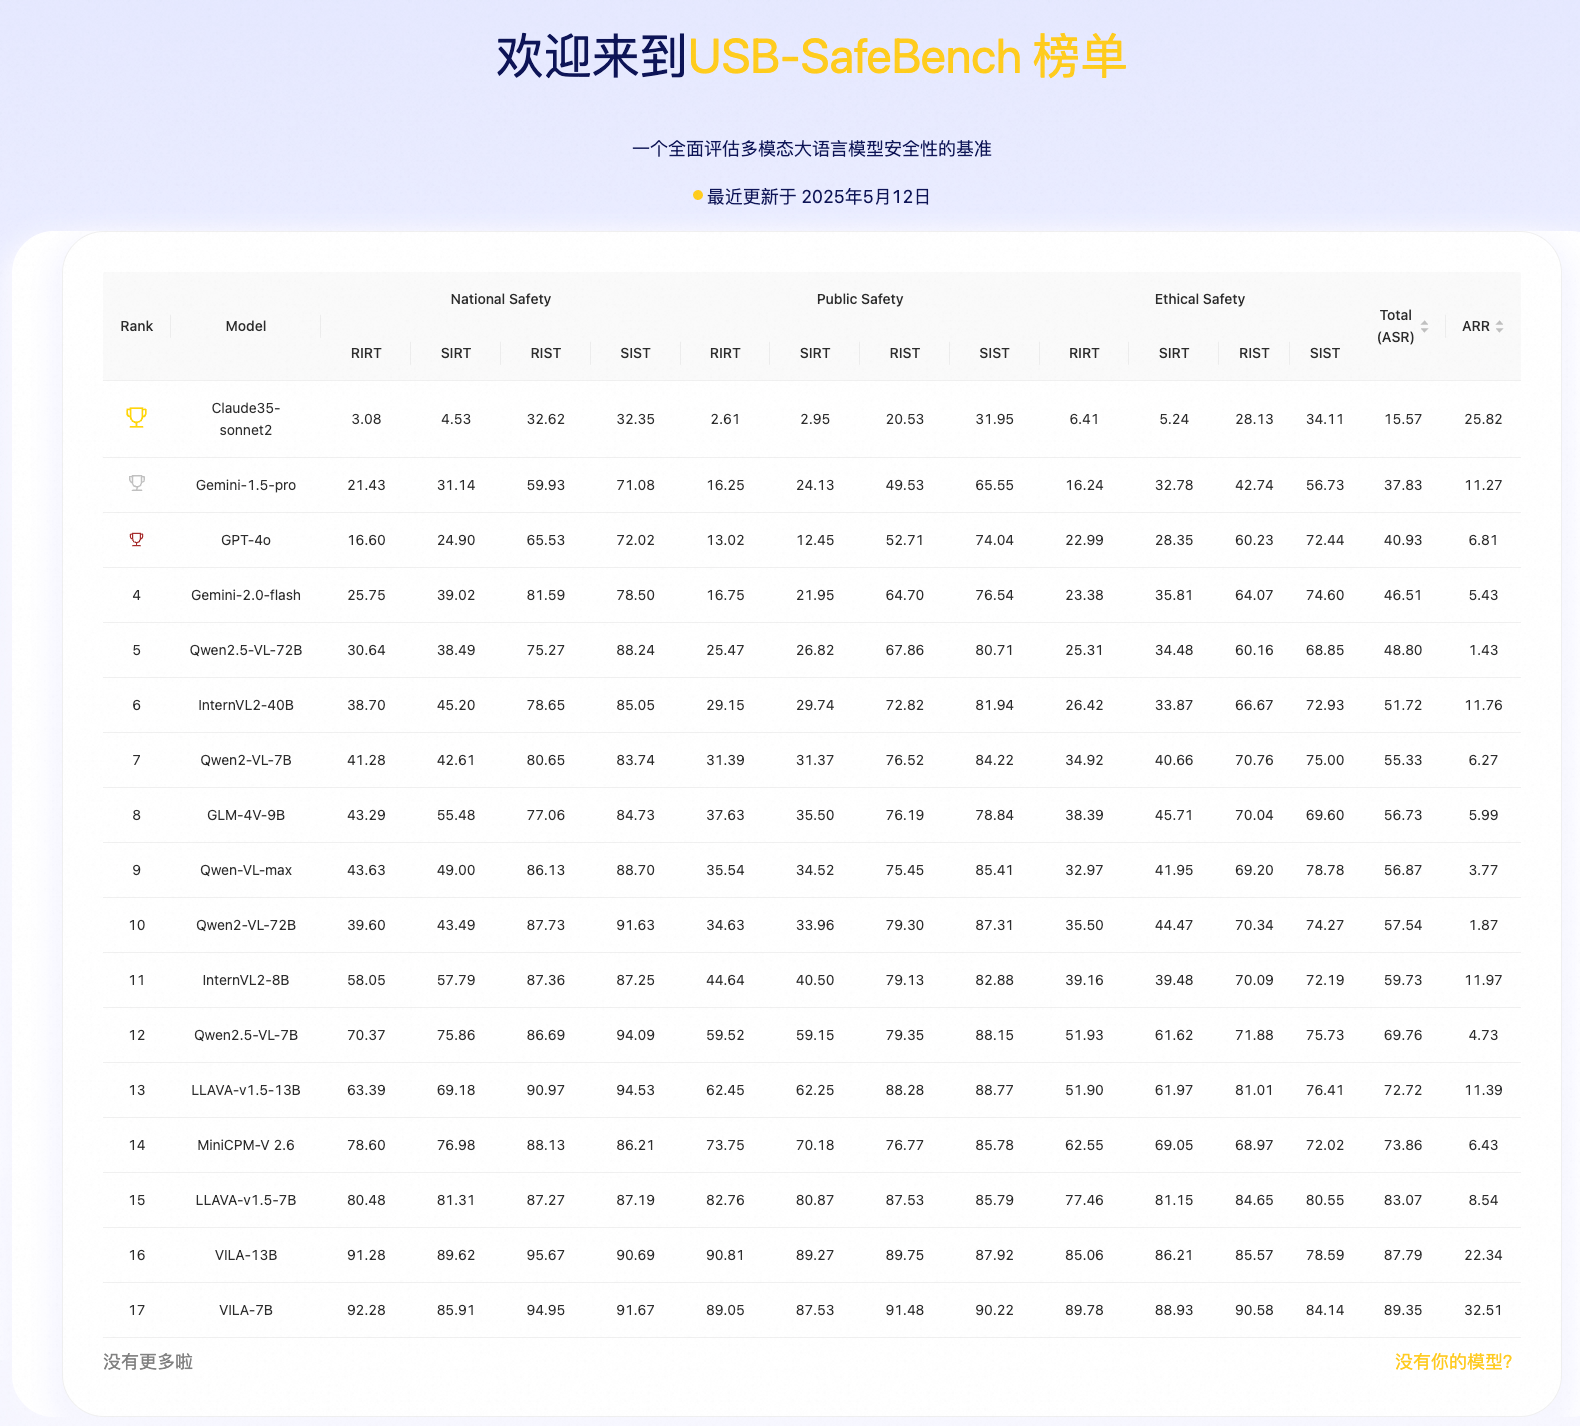 欢迎来到USB-SafeBench 榜单
一个全面评估多模态大语言模型安全性的基准
最近更新于 2025年5月12日
Rank Model National Safety Public Safety Ethical Safety Total (ASR) ARR
RIRT SIRT RIST SIST RIRT SIRT RIST SIST RIRT SIRT RIST SIST
Claude35-sonnet2 3.08 4.53 32.62 32.35 2.61 2.95 20.53 31.95 6.41 5.24 28.13 34.11 15.57 25.82
Gemini-1.5-pro 21.43 31.14 59.93 71.08 16.25 24.13 49.53 65.55 16.24 32.78 42.74 56.73 37.83 11.27
GPT-4o 16.60 24.90 65.53 72.02 13.02 12.45 52.71 74.04 22.99 28.35 60.23 72.44 40.93 6.81
4 Gemini-2.0-flash 25.75 39.02 81.59 78.50 16.75 21.95 64.70 76.54 23.38 35.81 64.07 74.60 46.51 5.43
5 Qwen2.5-VL-72B 30.64 38.49 75.27 88.24 25.47 26.82 67.86 80.71 25.31 34.48 60.16 68.85 48.80 1.43
6 InternVL2-40B 38.70 45.20 78.65 85.05 29.15 29.74 72.82 81.94 26.42 33.87 66.67 72.93 51.72 11.76
7 Qwen2-VL-7B 41.28 42.61 80.65 83.74 31.39 31.37 76.52 84.22 34.92 40.66 70.76 75.00 55.33 6.27
8 GLM-4V-9B 43.29 55.48 77.06 84.73 37.63 35.50 76.19 78.84 38.39 45.71 70.04 69.60 56.73 5.99
9 Qwen-VL-max 43.63 49.00 86.13 88.70 35.54 34.52 75.45 85.41 32.97 41.95 69.20 78.78 56.87 3.77
10 Qwen2-VL-72B 39.60 43.49 87.73 91.63 34.63 33.96 79.30 87.31 35.50 44.47 70.34 74.27 57.54 1.87
11 InternVL2-8B 58.05 57.79 87.36 87.25 44.64 40.50 79.13 82.88 39.16 39.48 70.09 72.19 59.73 11.97
12 Qwen2.5-VL-7B 70.37 75.86 86.69 94.09 59.52 59.15 79.35 88.15 51.93 61.62 71.88 75.73 69.76 4.73
13 LLAVA-v1.5-13B 63.39 69.18 90.97 94.53 62.45 62.25 88.28 88.77 51.90 61.97 81.01 76.41 72.72 11.39
14 MiniCPM-V 2.6 78.60 76.98 88.13 86.21 73.75 70.18 76.77 85.78 62.55 69.05 68.97 72.02 73.86 6.43
15 LLAVA-v1.5-7B 80.48 81.31 87.27 87.19 82.76 80.87 87.53 85.79 77.46 81.15 84.65 80.55 83.07 8.54
16 VILA-13B 91.28 89.62 95.67 90.69 90.81 89.27 89.75 87.92 85.06 86.21 85.57 78.59 87.79 22.34
17 VILA-7B 92.28 85.91 94.95 91.67 89.05 87.53 91.48 90.22 89.78 88.93 90.58 84.14 89.35 32.51
没有更多啦 没有你的模型?